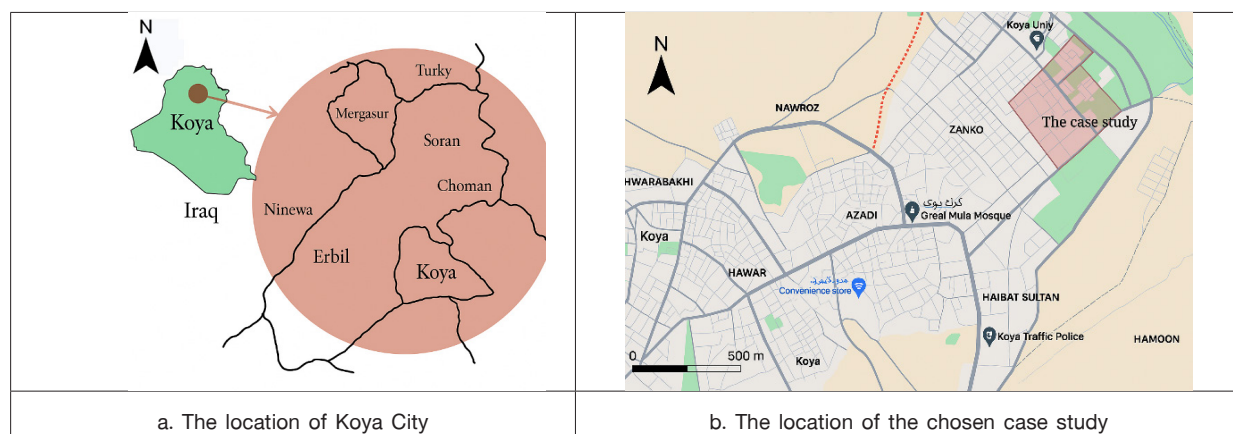 N
Koya
Iraq
Turky
Mergasur
Soran
Choman
Ninewa
Erbil
Koya
N
Koya Univ
NAWROZ
ZANKO
The case study
HWARABAKHI
AZADI
Greal Mula Mosque
Koya
HAWAR
Convenience store
HAIBAT SULTAN
Koya Traffic Police
HAMOON
Koya
0 500 m
a. The location of Koya City
b. The location of the chosen case study